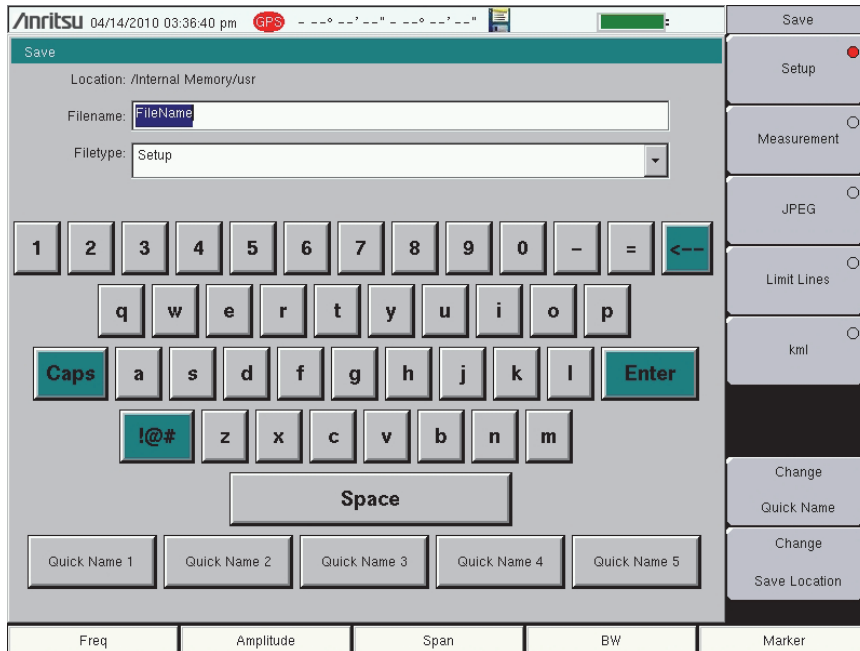 /Inritsu 04/14/2010 03:36:40 pm GPS - --° --'--" - --° --'--"
Save
Save
Location: /Internal Memory/usr
Filename: FileName
Filetype: Setup
1 2 3 4 5 6 7 8 9 0 - = <--
q w e r t y u i o p
Caps a s d f g h j k l Enter
!@# z x c v b n m
Space
Quick Name 1 Quick Name 2 Quick Name 3 Quick Name 4 Quick Name 5
Setup
Measurement
JPEG
Limit Lines
kml
Change
Quick Name
Change
Save Location
Freq Amplitude Span BW Marker